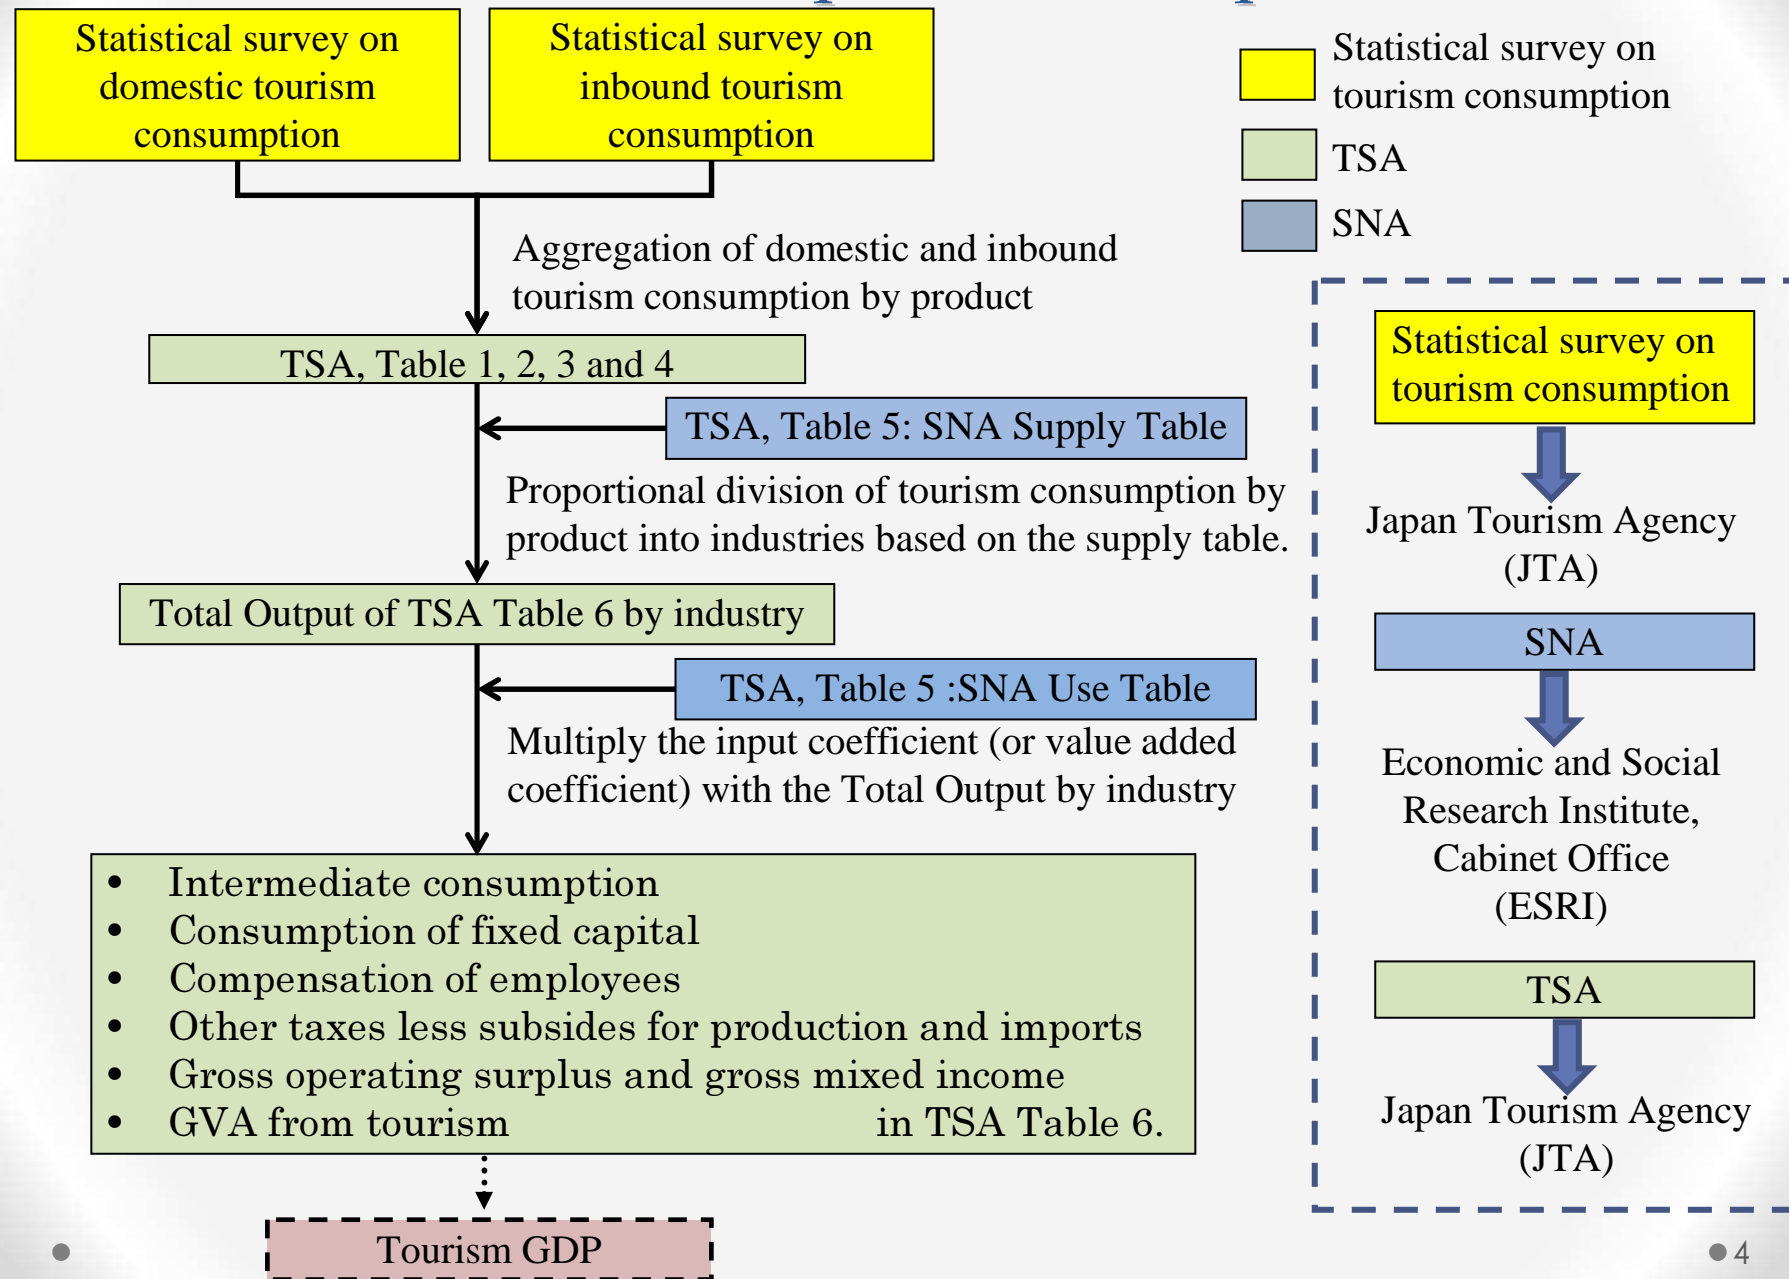 Statistical survey on
domestic tourism
consumption
Statistical survey on
inbound tourism
consumption
Statistical survey on
tourism consumption
TSA
SNA
Aggregation of domestic and inbound
tourism consumption by product
TSA, Table 1, 2, 3 and 4
TSA, Table 5: SNA Supply Table
Proportional division of tourism consumption by
product into industries based on the supply table.
Total Output of TSA Table 6 by industry
TSA, Table 5 :SNA Use Table
Multiply the input coefficient (or value added
coefficient) with the Total Output by industry
• Intermediate consumption
• Consumption of fixed capital
• Compensation of employees
• Other taxes less subsides for production and imports
• Gross operating surplus and gross mixed income
• GVA from tourism in TSA Table 6.
Tourism GDP
Statistical survey on
tourism consumption
Japan Tourism Agency
(JTA)
SNA
Economic and Social
Research Institute,
Cabinet Office
(ESRI)
TSA
Japan Tourism Agency
(JTA)
4